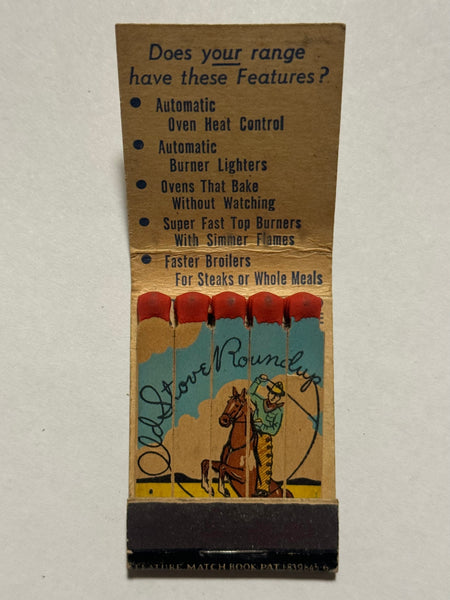 Does your range
have these Features?
• Automatic
Oven Heat Control
• Automatic
Burner Lighters
• Ovens That Bake
Without Watching
• Super Fast Top Burners
With Simmer Flames
• Faster Broilers
For Steaks or Whole Meals
Old Stove Roundup
FEATURE MATCH BOOK PAT.